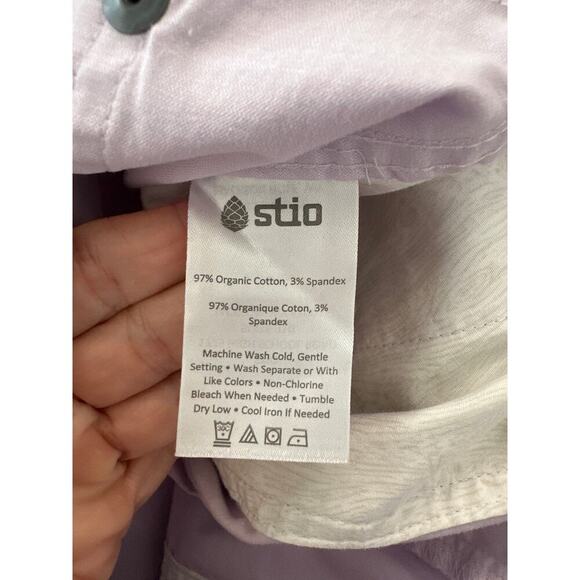 stio
97% Organic Cotton, 3% Spandex
97% Organique Coton, 3%
Spandex
Machine Wash Cold, Gentle
Setting • Wash Separate or With
Like Colors • Non-Chlorine
Bleach When Needed • Tumble
Dry Low • Cool Iron If Needed
30C